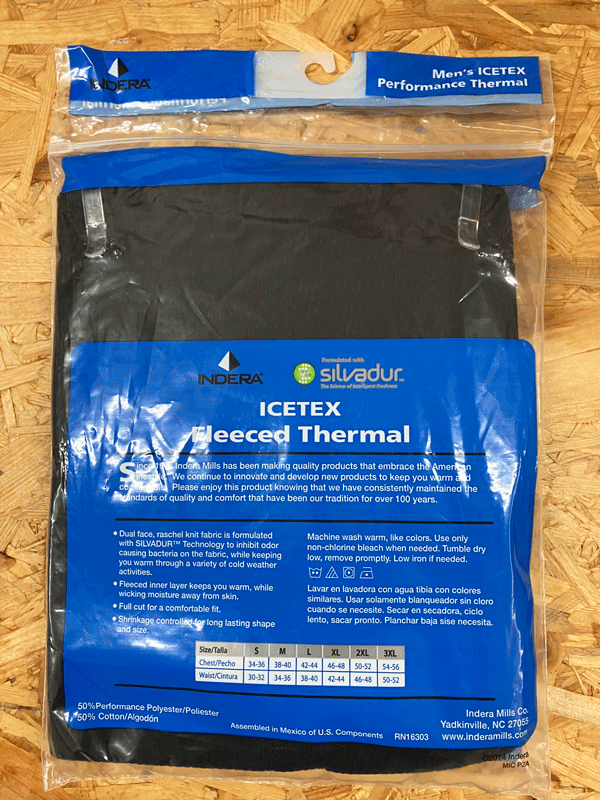 INDERA
Men's ICETEX
Performance Thermal
INDERA
Formulated with
silvadur™
The Science of Intelligent Freshness
ICETEX
Fleeced Thermal
Since Indera Mills has been making quality products that embrace the American
We continue to innovate and develop new products to keep you warm and
Please enjoy this product knowing that we have consistently maintained the
standards of quality and comfort that have been our tradition for over 100 years.
• Dual face, raschel knit fabric is formulated
with SILVADUR™ Technology to inhibit odor
causing bacteria on the fabric, while keeping
you warm through a variety of cold weather
activities.
• Fleeced inner layer keeps you warm, while
wicking moisture away from skin.
• Full cut for a comfortable fit.
• Shrinkage controlled for long lasting shape
and size.
Machine wash warm, like colors. Use only
non-chlorine bleach when needed. Tumble dry
low, remove promptly. Low iron if needed.
Lavar en lavadora con agua tibia con colores
similares. Usar solamente blanqueador sin cloro
cuando se necesite. Secar en secadora, ciclo
lento, sacar pronto. Planchar baja sise necesita.
Size/Talla S M L XL 2XL 3XL
Chest/Pecho 34-36 38-40 42-44 46-48 50-52 54-56
Waist/Cintura 30-32 34-36 38-40 42-44 46-48 50-52
50%Performance Polyester/Poliester
50% Cotton/Algodón
Assembled in Mexico of U.S. Components RN16303
Indera Mills Co.
Yadkinville, NC 27055
www.inderamills.com
©2014 Indera
MIC P2A